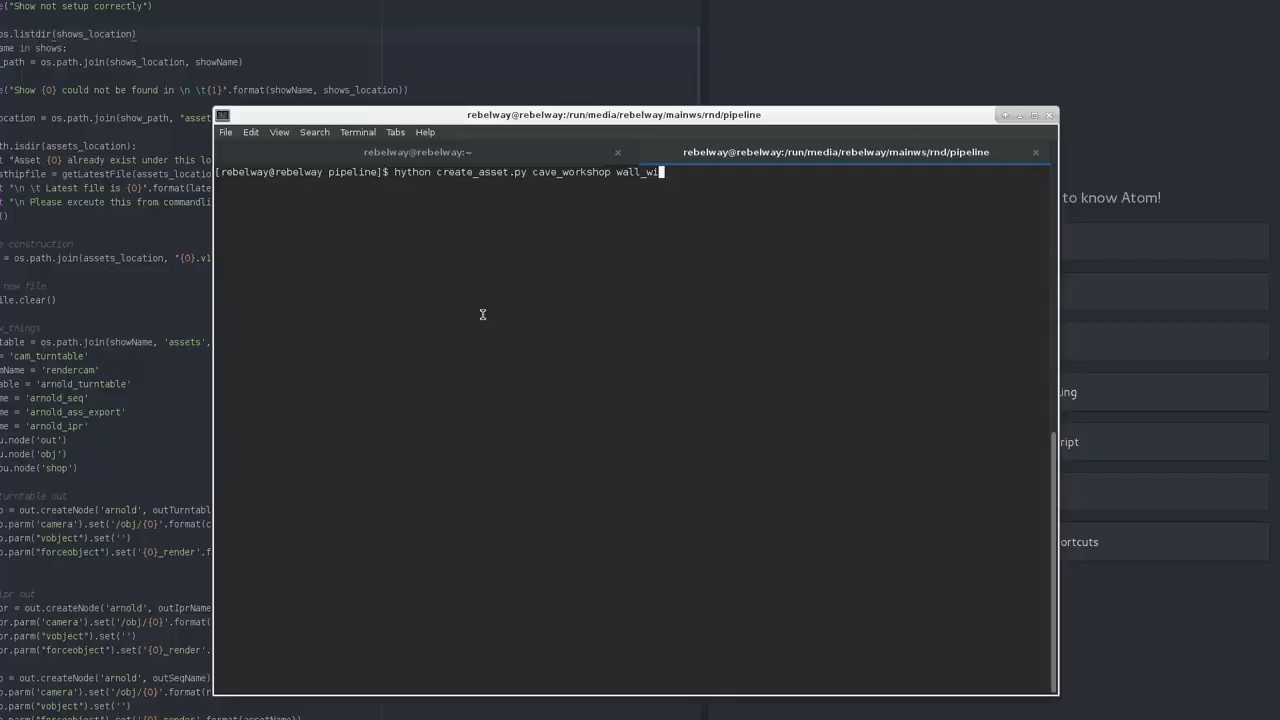 e("Show not setup correctly")
os.listdir(shows_location)
ame in shows:
_path = os.path.join(shows_location, showName)
e("Show {0} could not be found in \n \t{1}".format(showName, shows_location))
ocation = os.path.join(show_path, "asset
h.isdir(assets_location):
t "Asset {0} already exist under this lo
sthipfile = getLatestFile(assets_locatio
t "\n \t Latest file is {0}".format(late
t "\n Please exceute this from commandli
()
e construction
= os.path.join(assets_location, "{0}.v1
new file
ile.clear()
w_things
table = os.path.join(showName, 'assets',
= 'cam_turntable'
mName = 'rendercam'
able = 'arnold_turntable'
me = 'arnold_seq'
me = 'arnold_ass_export'
me = 'arnold_ipr'
u.node('out')
u.node('obj')
ou.node('shop')
turntable out
o = out.createNode('arnold', outTurntabl
o.parm('camera').set('/obj/{0}'.format(c
o.parm("vobject").set('')
o.parm("forceobject").set('{0}_render'.f
ipr out
or = out.createNode('arnold', outIprName
or.parm('camera').set('/obj/{0}'.format(
or.parm("vobject").set('')
or.parm("forceobject").set('{0}_render'.
o = out.createNode('arnold', outSeqName)
o.parm('camera').set('/obj/{0}'.format(r
o.parm("vobject").set('')
rebelway@rebelway:/run/media/rebelway/mainws/rnd/pipeline
File Edit View Search Terminal Tabs Help
rebelway@rebelway:~ rebelway@rebelway:/run/media/rebelway/mainws/rnd/pipeline
[rebelway@rebelway pipeline]$ hython create_asset.py cave_workshop wall_wi
to know Atom!
ing
ript
ortcuts